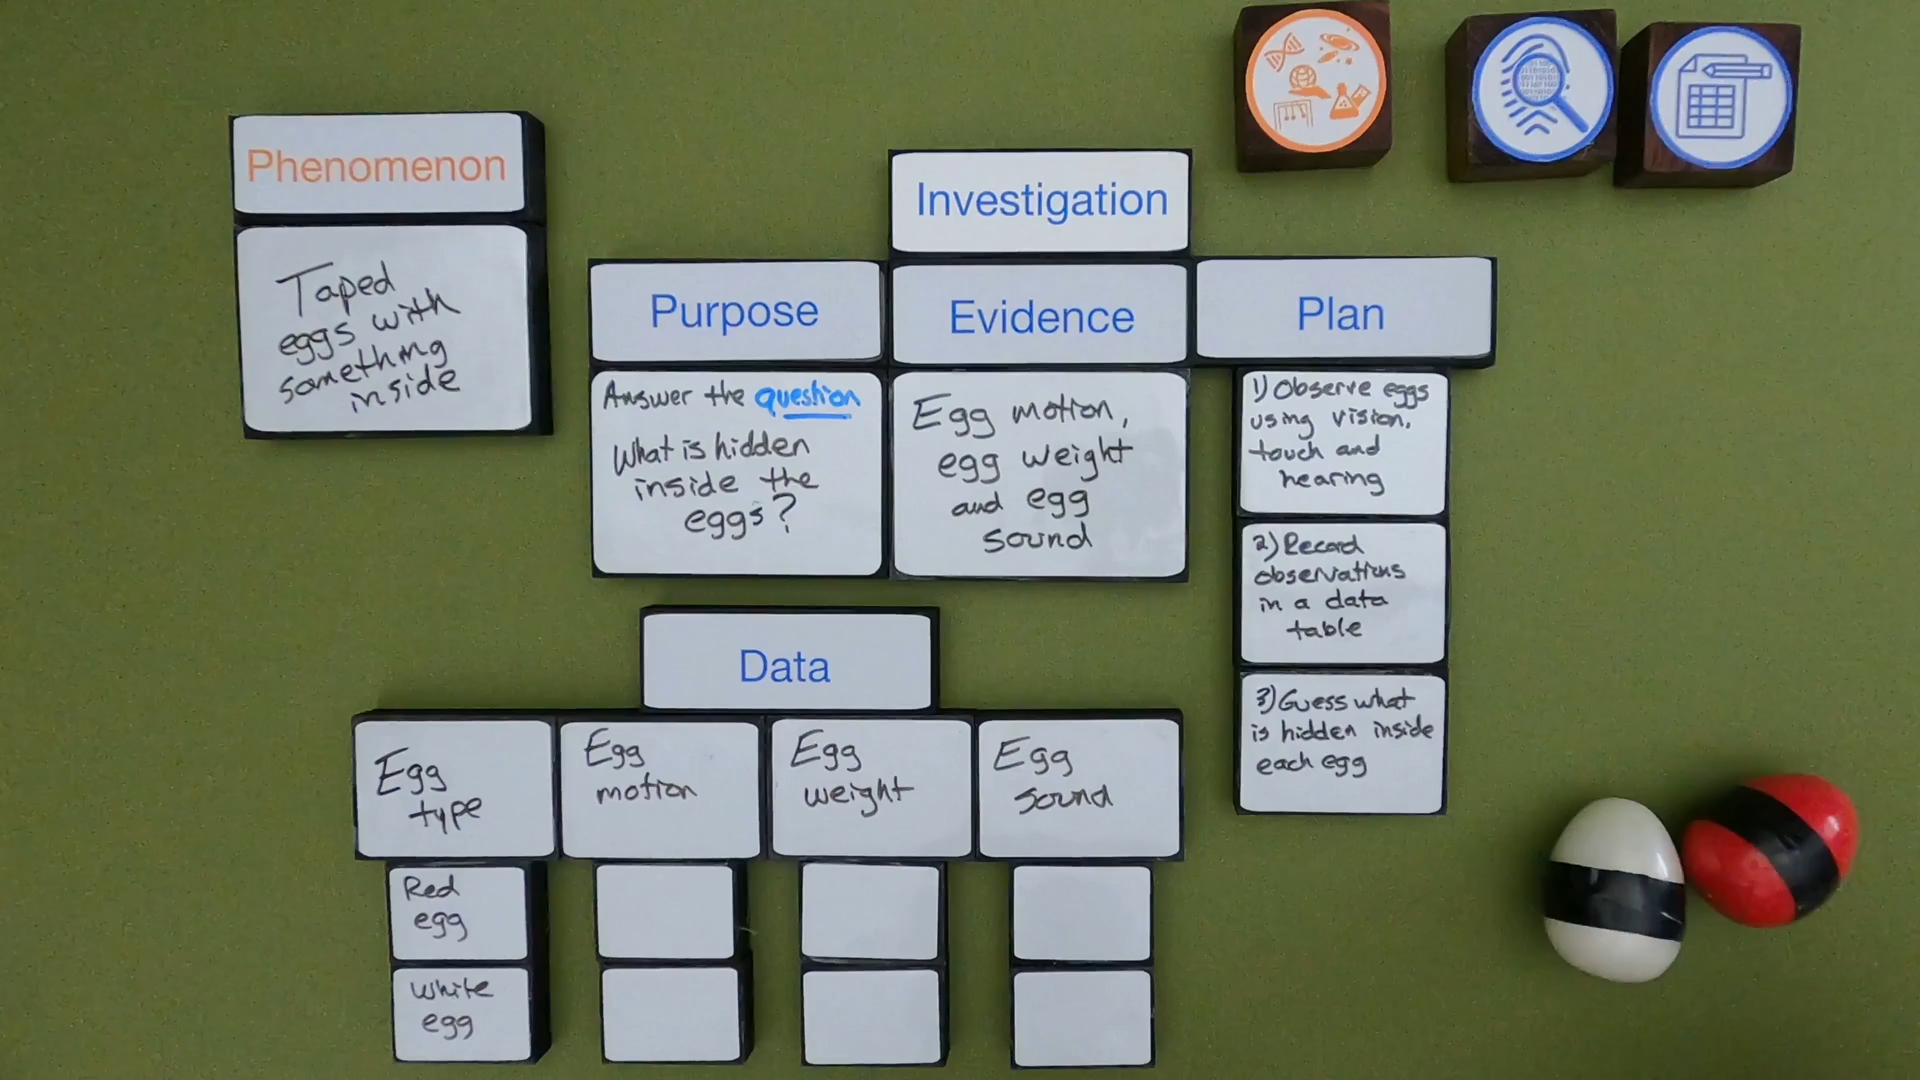 Phenomenon
Taped
eggs with
something
inside
Investigation
Purpose
Evidence
Plan
Answer the question
What is hidden
inside the
eggs?
Egg motion,
egg weight
and egg
sound
1) Observe eggs
using vision,
touch and
hearing
2) Record
observations
in a data
table
3) Guess what
is hidden inside
each egg
Data
Egg
type
Egg
motion
Egg
weight
Egg
sound
Red
egg
White
egg